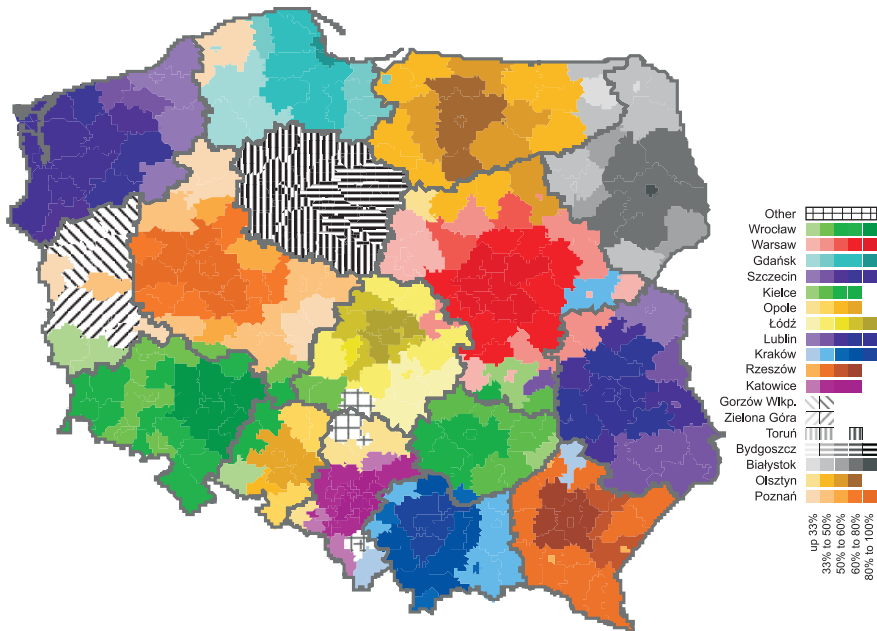 Other
Wrocław
Warsaw
Gdańsk
Szczecin
Kielce
Opole
Łódź
Lublin
Kraków
Rzeszów
Katowice
Gorzów Wlkp.
Zielona Góra
Toruń
Bydgoszcz
Białystok
Olsztyn
Poznań
up 33%
33% to 50%
50% to 60%
60% to 80%
80% to 100%